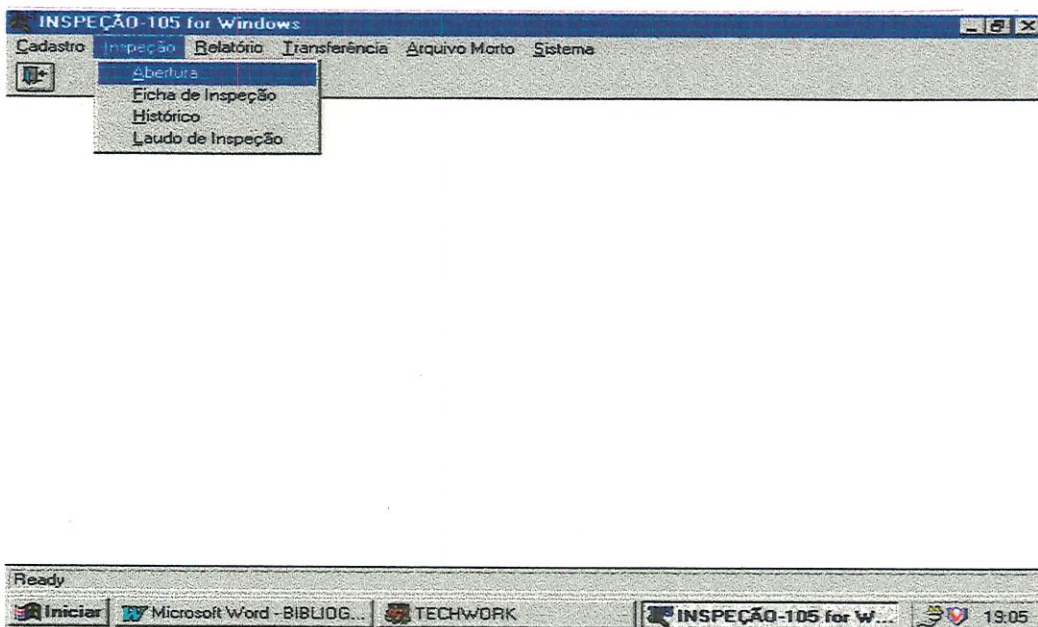 INSPEÇÃO-105 for Windows
Cadastro Inspeção Relatório Transferência Arquivo Morto Sistema
Abertura
Ficha de Inspeção
Histórico
Laudo de Inspeção
Ready
Iniciar Microsoft Word - BIBLIOG... TECHWORK INSPEÇÃO-105 for W... 19:05